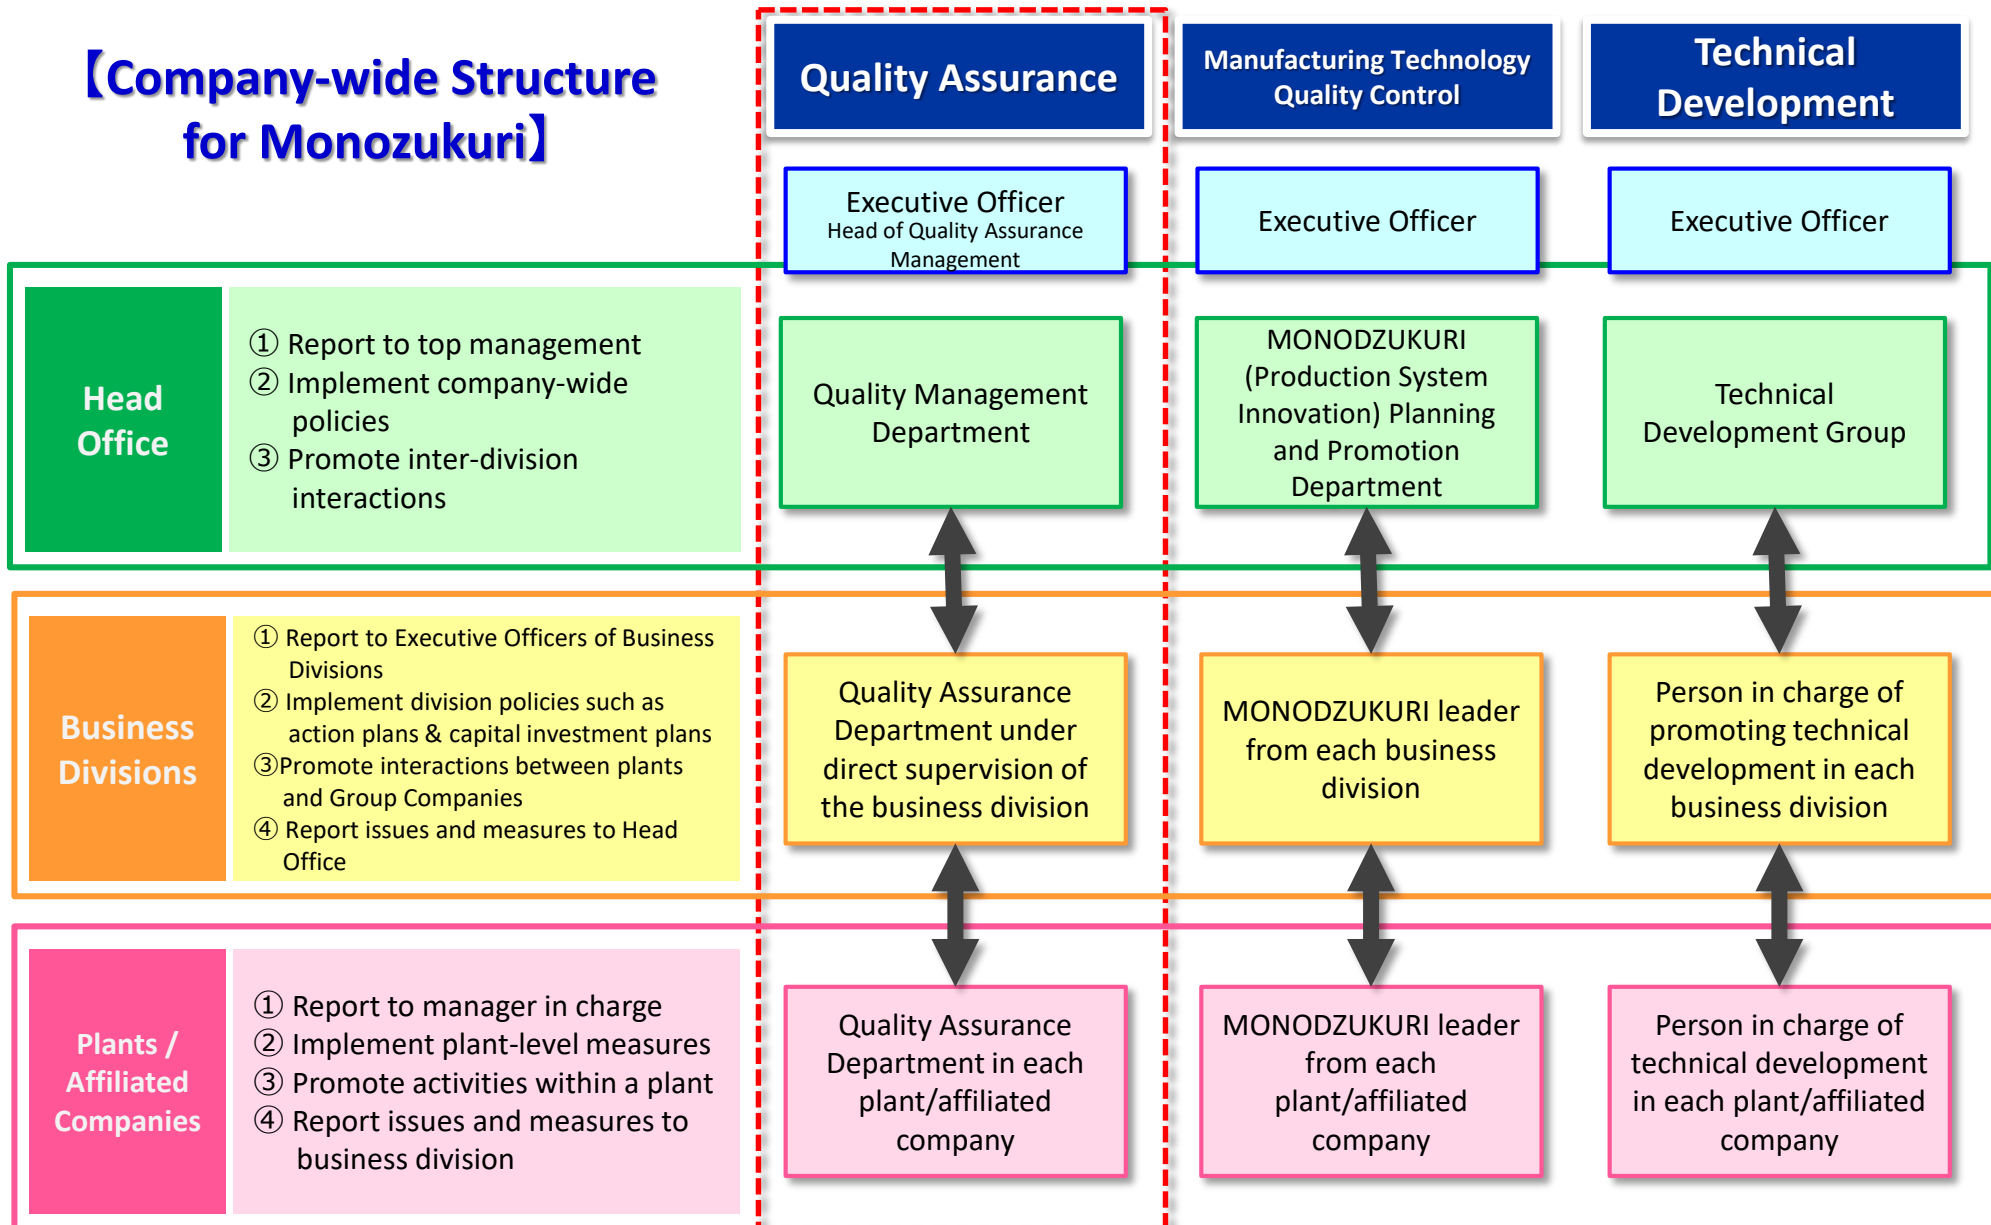 【Company-wide Structure
for Monozukuri】
Quality Assurance
Manufacturing Technology
Quality Control
Technical
Development
Executive Officer
Head of Quality Assurance
Management
Executive Officer
Executive Officer
Head
Office
① Report to top management
② Implement company-wide
policies
③ Promote inter-division
interactions
Quality Management
Department
MONODZUKURI
(Production System
Innovation) Planning
and Promotion
Department
Technical
Development Group
Business
Divisions
① Report to Executive Officers of Business
Divisions
② Implement division policies such as
action plans & capital investment plans
③Promote interactions between plants
and Group Companies
④ Report issues and measures to Head
Office
Quality Assurance
Department under
direct supervision of
the business division
MONODZUKURI leader
from each business
division
Person in charge of
promoting technical
development in each
business division
Plants /
Affiliated
Companies
① Report to manager in charge
② Implement plant-level measures
③ Promote activities within a plant
④ Report issues and measures to
business division
Quality Assurance
Department in each
plant/affiliated
company
MONODZUKURI leader
from each
plant/affiliated
company
Person in charge of
technical development
in each plant/affiliated
company